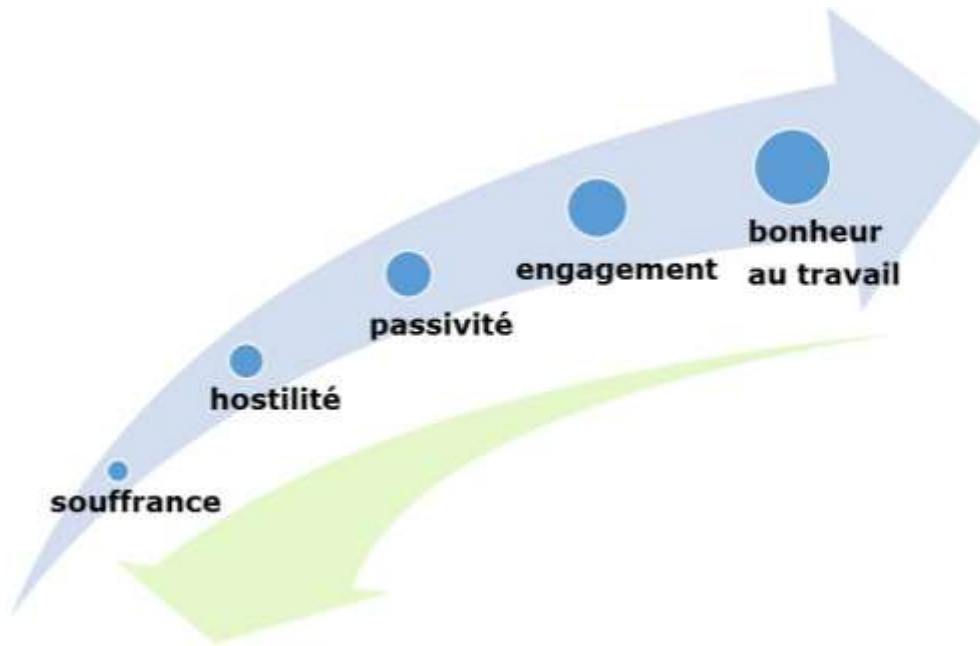 bonheur
au travail
engagement
passivité
hostilité
souffrance